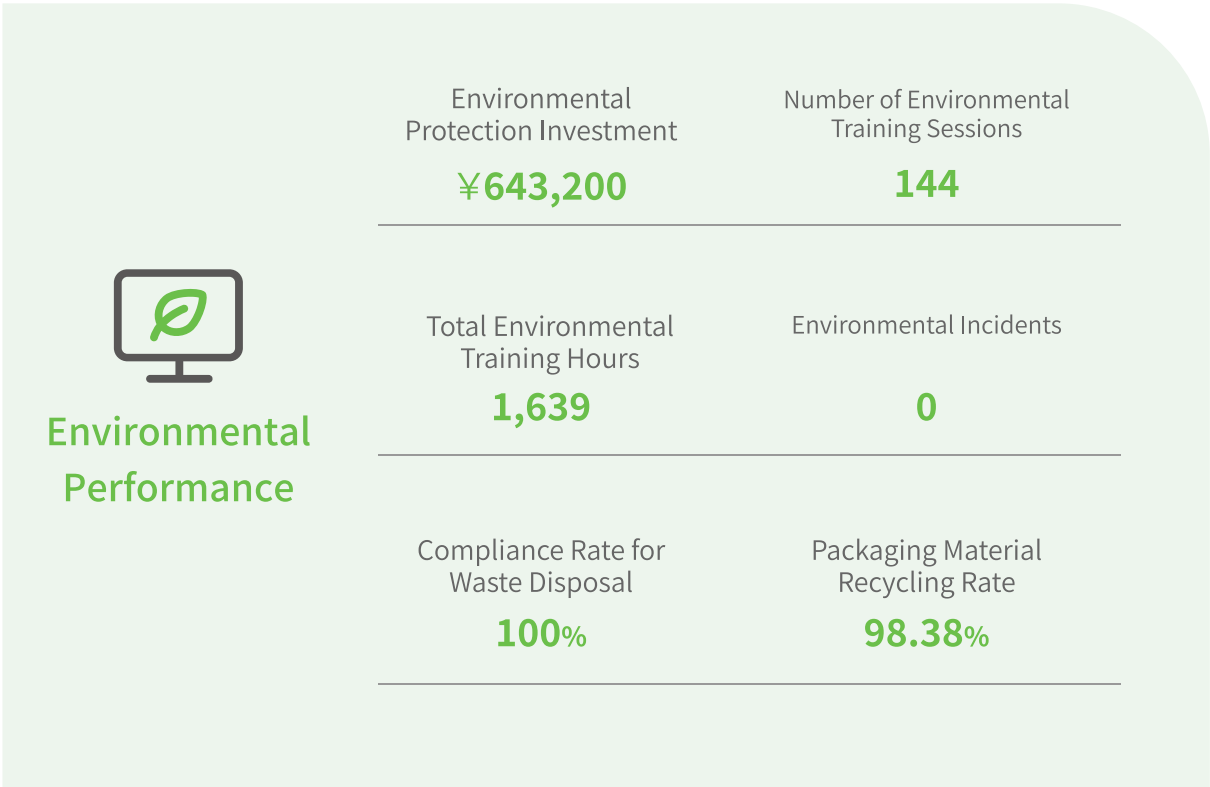 Environmental
Performance
Environmental
Protection Investment
¥643,200
Number of Environmental
Training Sessions
144
Total Environmental
Training Hours
1,639
Environmental Incidents
0
Compliance Rate for
Waste Disposal
100%
Packaging Material
Recycling Rate
98.38%